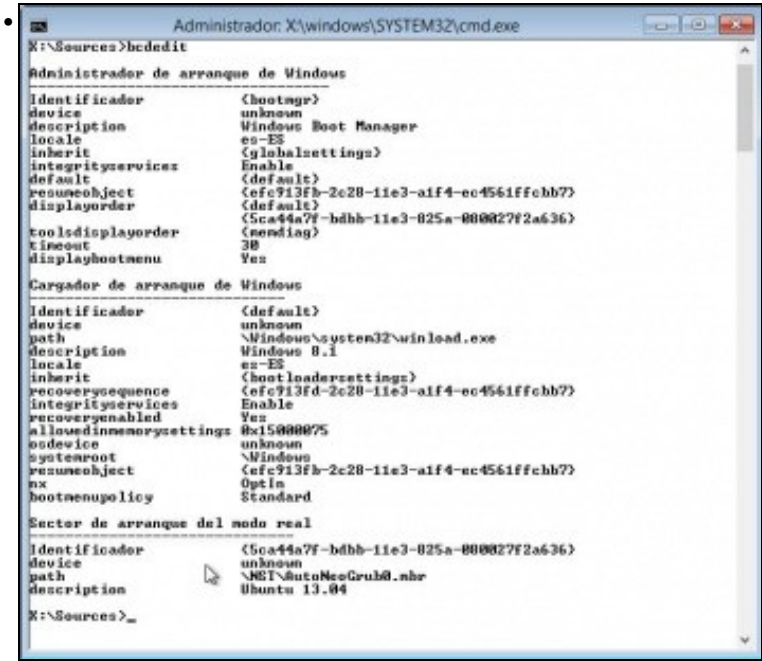 Administrador: X:\windows\SYSTEM32\cmd.exe
X:\Sources>bcdedit
Administrador de arranque de Windows
----------------------------------
Identificador {bootmgr}
device unknown
description Windows Boot Manager
locale es-ES
inherit {globalsettings}
integrityservices Enable
default {default}
resumeobject {efc913fb-2c28-11e3-a1f4-ec4561ffcbb7}
displayorder {default}
{5ca44a7f-bdbb-11e3-825a-080027f2a636}
toolsdisplayorder {memdiag}
timeout 30
displaybootmenu Yes
Cargador de arranque de Windows
-----------------------------
Identificador {default}
device unknown
path \Windows\system32\winload.exe
description Windows 8.1
locale es-ES
inherit {bootloadersettings}
recoverysequence {efc913fd-2c28-11e3-a1f4-ec4561ffcbb7}
integrityservices Enable
recoveryenabled Yes
allowedinmemorysettings 0x15000075
osdevice unknown
systemroot \Windows
resumeobject {efc913fb-2c28-11e3-a1f4-ec4561ffcbb7}
nx OptIn
bootmenupolicy Standard
Sector de arranque del modo real
------------------------------
Identificador {5ca44a7f-bdbb-11e3-825a-080027f2a636}
device unknown
path \NST\AutoNeoGrub0.mbr
description Ubuntu 13.04
X:\Sources>_